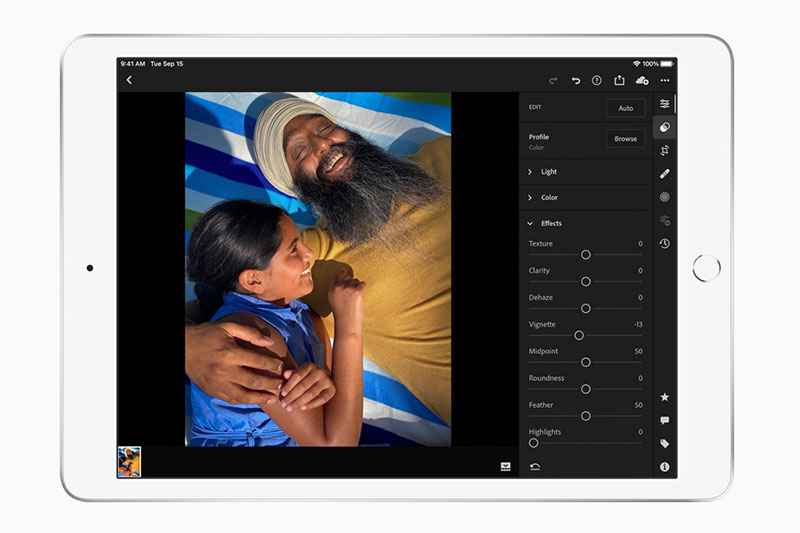 9:41 AM Tue Sep 15
100%
EDIT
Auto
Profile
Color
Browse
Light
Color
Effects
Texture 0
Clarity 0
Dehaze 0
Vignette -13
Midpoint 50
Roundness 0
Feather 50
Highlights 0